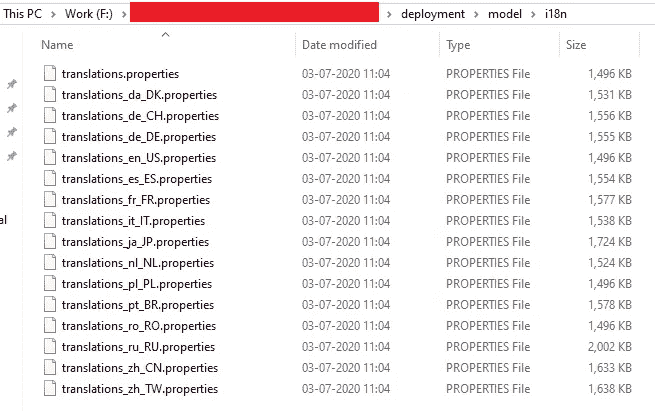 This PC > Work (F:) > > deployment > model > i18n
Name Date modified Type Size
translations.properties 03-07-2020 11:04 PROPERTIES File 1,496 KB
translations_da_DK.properties 03-07-2020 11:04 PROPERTIES File 1,531 KB
translations_de_CH.properties 03-07-2020 11:04 PROPERTIES File 1,556 KB
translations_de_DE.properties 03-07-2020 11:04 PROPERTIES File 1,555 KB
translations_en_US.properties 03-07-2020 11:04 PROPERTIES File 1,496 KB
translations_es_ES.properties 03-07-2020 11:04 PROPERTIES File 1,554 KB
translations_fr_FR.properties 03-07-2020 11:04 PROPERTIES File 1,577 KB
al translations_it_IT.properties 03-07-2020 11:04 PROPERTIES File 1,538 KB
translations_ja_JP.properties 03-07-2020 11:04 PROPERTIES File 1,724 KB
translations_nl_NL.properties 03-07-2020 11:04 PROPERTIES File 1,524 KB
translations_pl_PL.properties 03-07-2020 11:04 PROPERTIES File 1,496 KB
translations_pt_BR.properties 03-07-2020 11:04 PROPERTIES File 1,578 KB
translations_ro_RO.properties 03-07-2020 11:04 PROPERTIES File 1,496 KB
translations_ru_RU.properties 03-07-2020 11:04 PROPERTIES File 2,002 KB
translations_zh_CN.properties 03-07-2020 11:04 PROPERTIES File 1,633 KB
translations_zh_TW.properties 03-07-2020 11:04 PROPERTIES File 1,638 KB